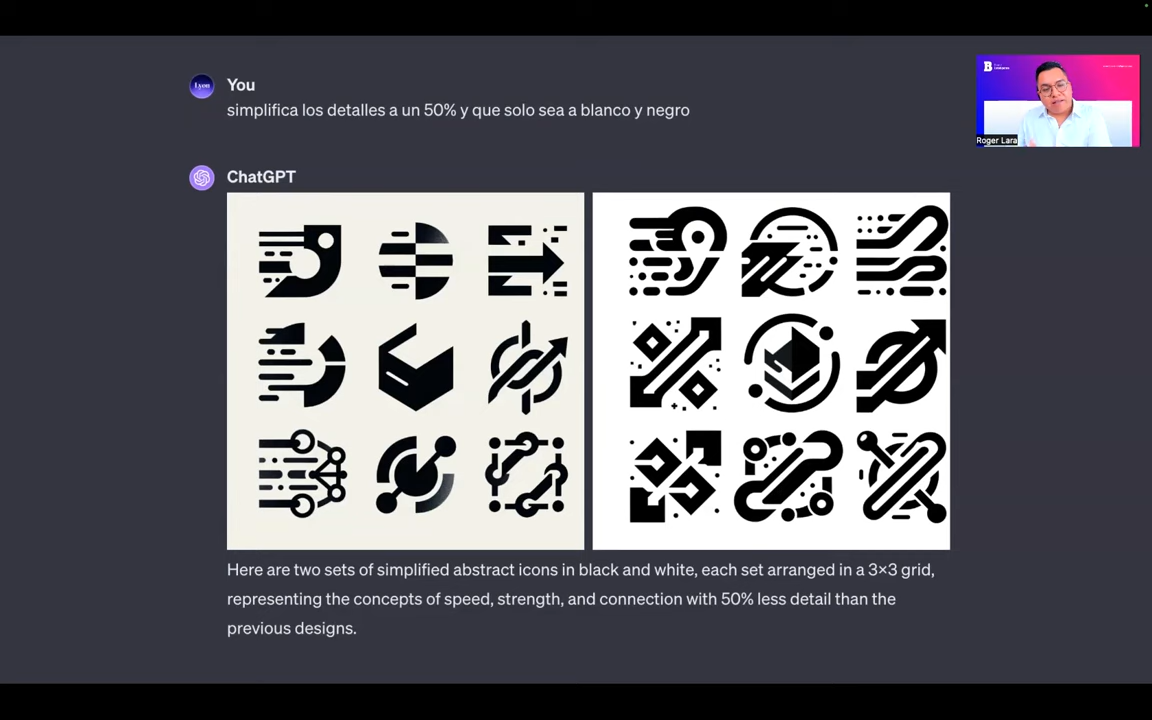 You
simplifica los detalles a un 50% y que solo sea a blanco y negro
Roger Lara
ChatGPT
Here are two sets of simplified abstract icons in black and white, each set arranged in a 3×3 grid,
representing the concepts of speed, strength, and connection with 50% less detail than the
previous designs.